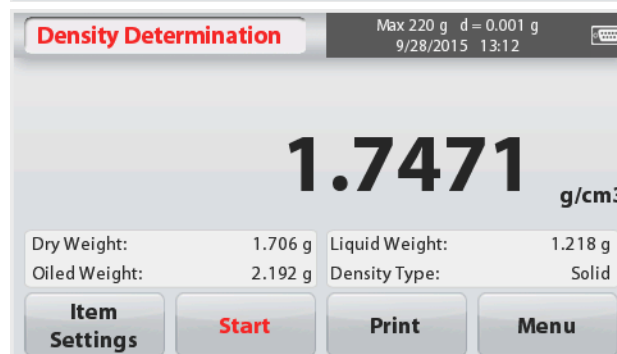 Density Determination
Max 220 g d = 0.001 g
9/28/2015 13:12
1.7471
g/cm3
Dry Weight: 1.706 g Liquid Weight: 1.218 g
Oiled Weight: 2.192 g Density Type: Solid
Item Settings
Start
Print
Menu